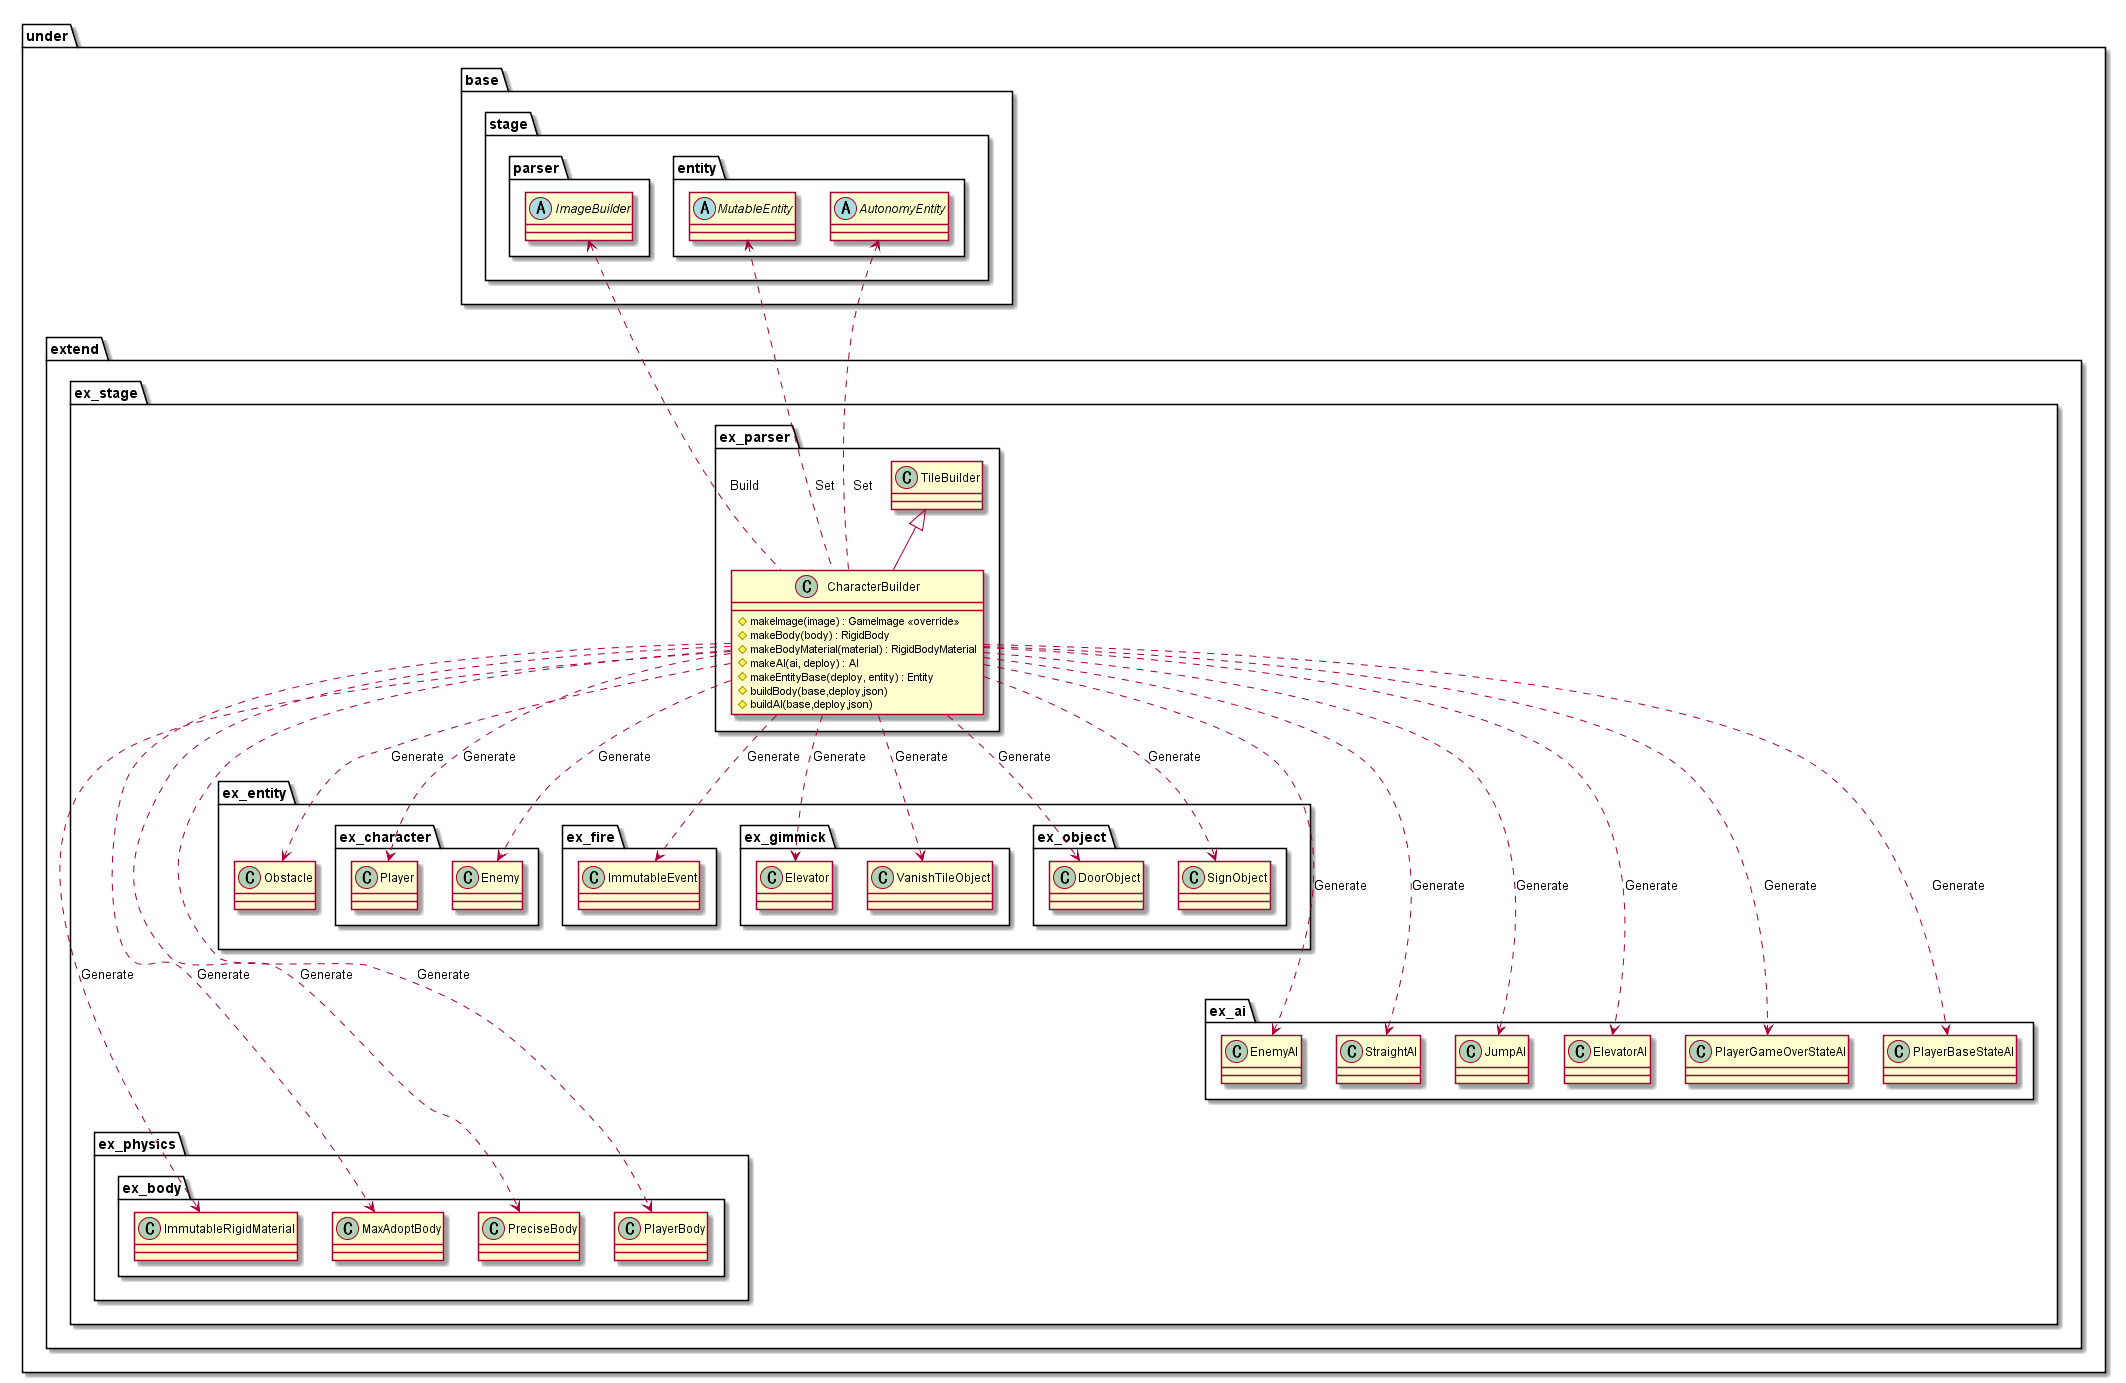 under
base
stage
parser
entity
A ImageBuilder
A MutableEntity
A AutonomyEntity
extend
ex_stage
ex_parser
C TileBuilder
Build
Set
Set
C CharacterBuilder
makeImage(image) : GameImage «override»
makeBody(body) : RigidBody
makeBodyMaterial(material) : RigidBodyMaterial
makeAI(ai, deploy) : AI
makeEntityBase(deploy, entity) : Entity
buildBody(base,deploy,json)
buildAI(base,deploy,json)
Generate
Generate
Generate
Generate
Generate
Generate
Generate
Generate
ex_entity
ex_character
ex_fire
ex_gimmick
ex_object
C Obstacle
C Player
C Enemy
C ImmutableEvent
C Elevator
C VanishTileObject
C DoorObject
C SignObject
Generate
Generate
Generate
Generate
Generate
Generate
Generate
Generate
Generate
Generate
ex_ai
C EnemyAI
C StraightAI
C JumpAI
C ElevatorAI
C PlayerGameOverStateAI
C PlayerBaseStateAI
ex_physics
ex_body
C ImmutableRigidMaterial
C MaxAdoptBody
C PreciseBody
C PlayerBody